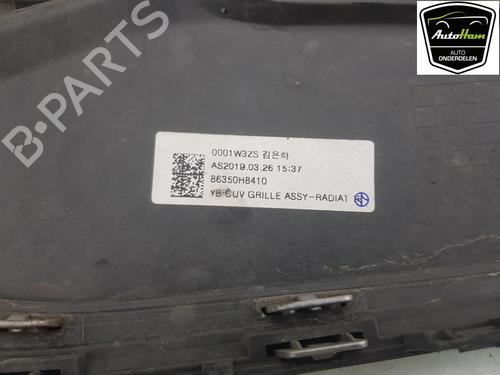 AutoHam
AUTO
ONDERDELEN
0001W3ZS 김은하
AS2019.03.26 15:37
86350H8410
YB CUV GRILLE ASSY-RADIAT
B-PARTS